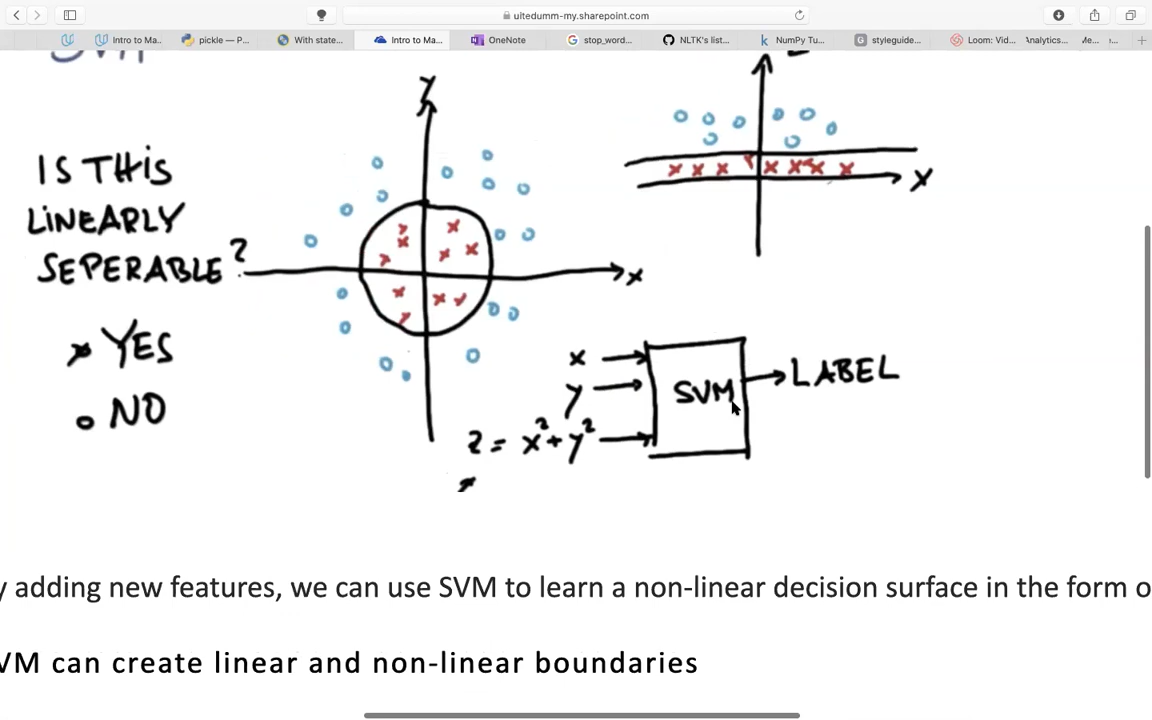 uitedumm-my.sharepoint.com
Intro to Ma..
pickle — P...
With state...
Intro to Ma...
OneNote
stop_word...
NLTK's list...
NumPy Tu...
styleguide...
Loom: Vid...
Analytics...
SVM
IS THIS
LINEARLY
SEPERABLE?
YES
NO
y
x
x
x
y
z = x²+y²
SVM
LABEL
y adding new features, we can use SVM to learn a non-linear decision surface in the form o
VM can create linear and non-linear boundaries